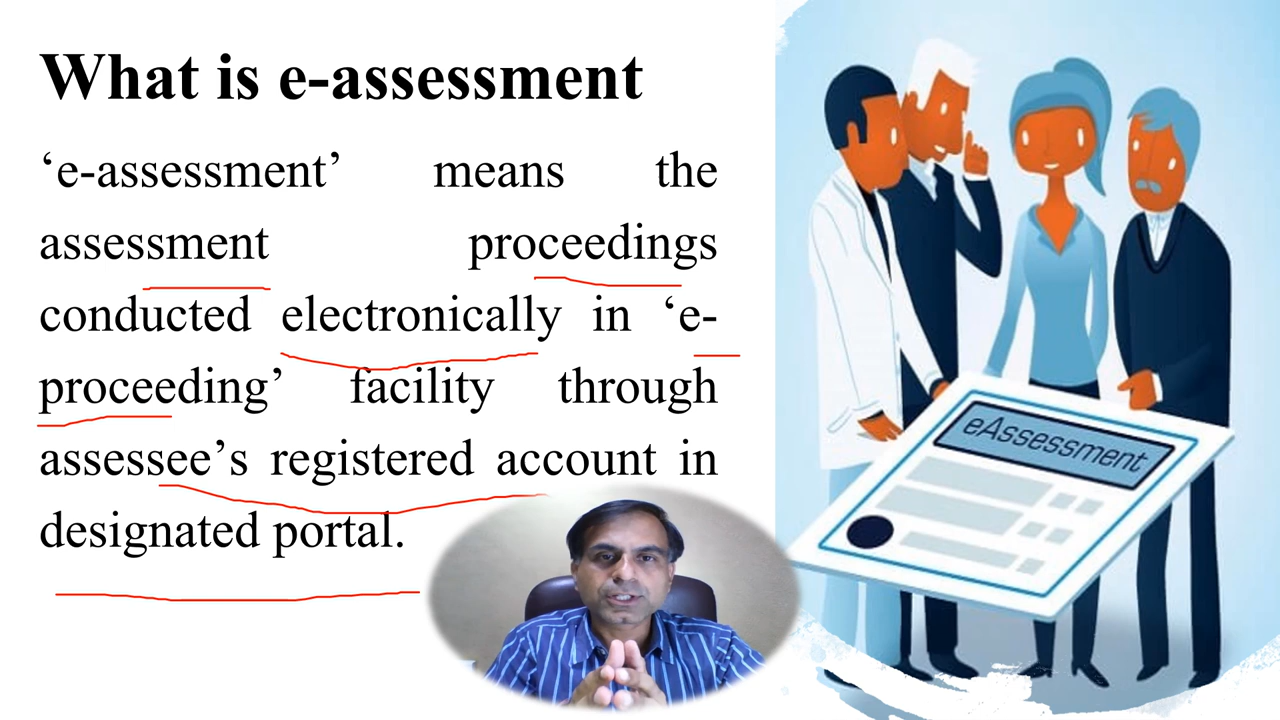 What is e-assessment
‘e-assessment’ means the
assessment proceedings
conducted electronically in ‘e-
proceeding’ facility through
assessee’s registered account in
designated portal.
eAssessment